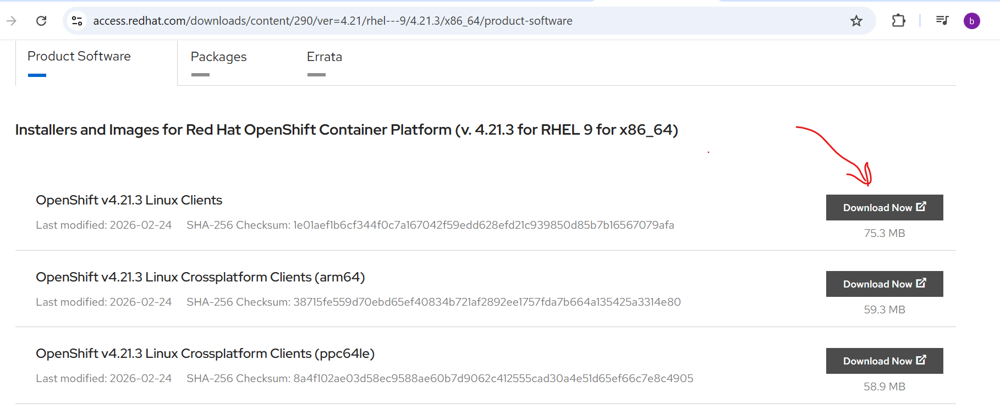 access.redhat.com/downloads/content/290/ver=4.21/rhel---9/4.21.3/x86_64/product-software
b
Product Software
Packages
Errata
Installers and Images for Red Hat OpenShift Container Platform (v. 4.21.3 for RHEL 9 for x86_64)
OpenShift v4.21.3 Linux Clients
Download Now
Last modified: 2026-02-24 SHA-256 Checksum: 1e01aef1b6cf344f0c7a167042f59edd628efd21c939850d85b7b16567079afa
75.3 MB
OpenShift v4.21.3 Linux Crossplatform Clients (arm64)
Download Now
Last modified: 2026-02-24 SHA-256 Checksum: 38715fe559d70ebd65ef40834b721af2892ee1757fda7b664a135425a3314e80
59.3 MB
OpenShift v4.21.3 Linux Crossplatform Clients (ppc64le)
Download Now
Last modified: 2026-02-24 SHA-256 Checksum: 8a4f102ae03d58ec9588ae60b7d9062c412555cad30a4e51d65ef66c7e8c4905
58.9 MB